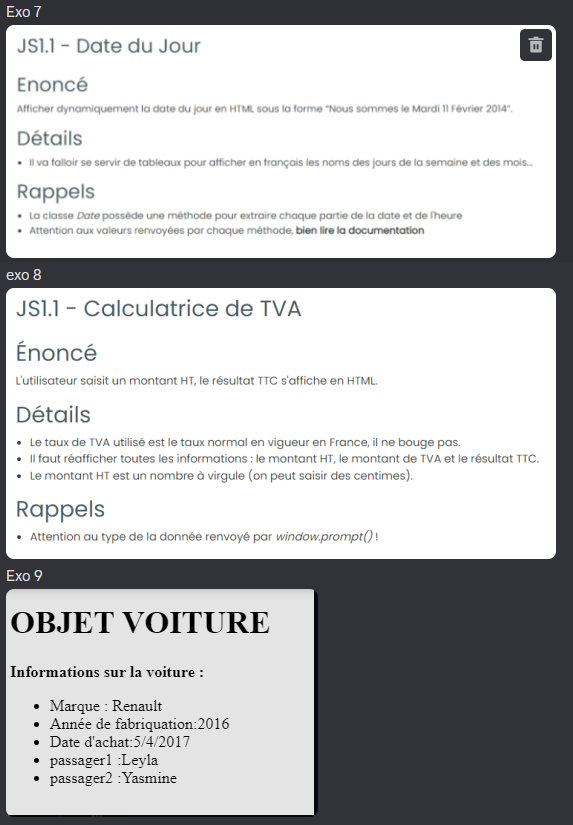 Exo 7
JS1.1 - Date du Jour
Enoncé
Afficher dynamiquement la date du jour en HTML sous la forme "Nous sommes le Mardi 11 Février 2014".
Détails
• Il va falloir se servir de tableaux pour afficher en français les noms des jours de la semaine et des mois...
Rappels
• La classe Date possède une méthode pour extraire chaque partie de la date et de l'heure
• Attention aux valeurs renvoyées par chaque méthode, bien lire la documentation
exo 8
JS1.1 - Calculatrice de TVA
Énoncé
L'utilisateur saisit un montant HT, le résultat TTC s'affiche en HTML.
Détails
• Le taux de TVA utilisé est le taux normal en vigueur en France, il ne bouge pas.
• Il faut réafficher toutes les informations : le montant HT, le montant de TVA et le résultat TTC.
• Le montant HT est un nombre à virgule (on peut saisir des centimes).
Rappels
• Attention au type de la donnée renvoyé par window.prompt() !
Exo 9
OBJET VOITURE
Informations sur la voiture :
• Marque : Renault
• Année de fabriquation:2016
• Date d'achat:5/4/2017
• passager1 :Leyla
• passager2 :Yasmine